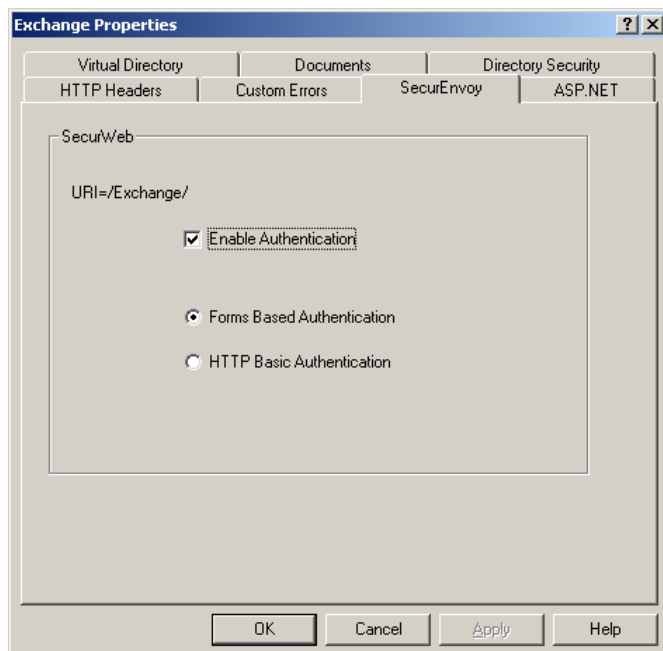 Exchange Properties
Virtual Directory Documents Directory Security
HTTP Headers Custom Errors SecurEnvoy ASP.NET
SecurWeb
URI=/Exchange/
Enable Authentication
Forms Based Authentication
HTTP Basic Authentication
OK Cancel Apply Help